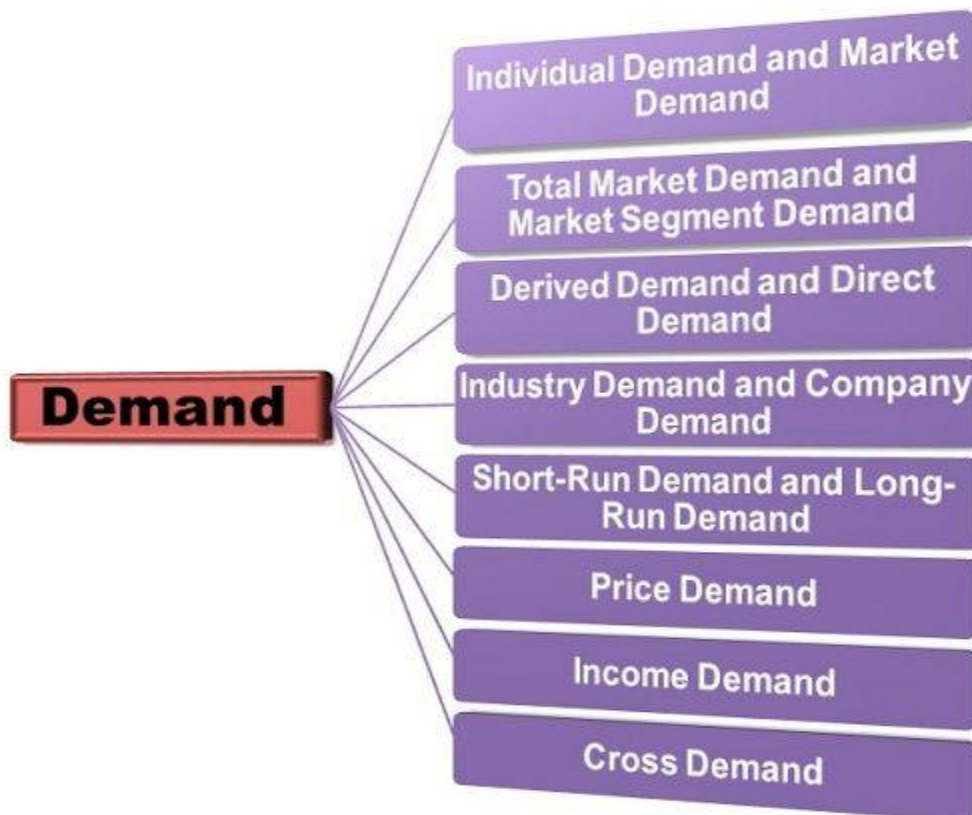 Demand
Individual Demand and Market
Demand
Total Market Demand and
Market Segment Demand
Derived Demand and Direct
Demand
Industry Demand and Company
Demand
Short-Run Demand and Long-
Run Demand
Price Demand
Income Demand
Cross Demand